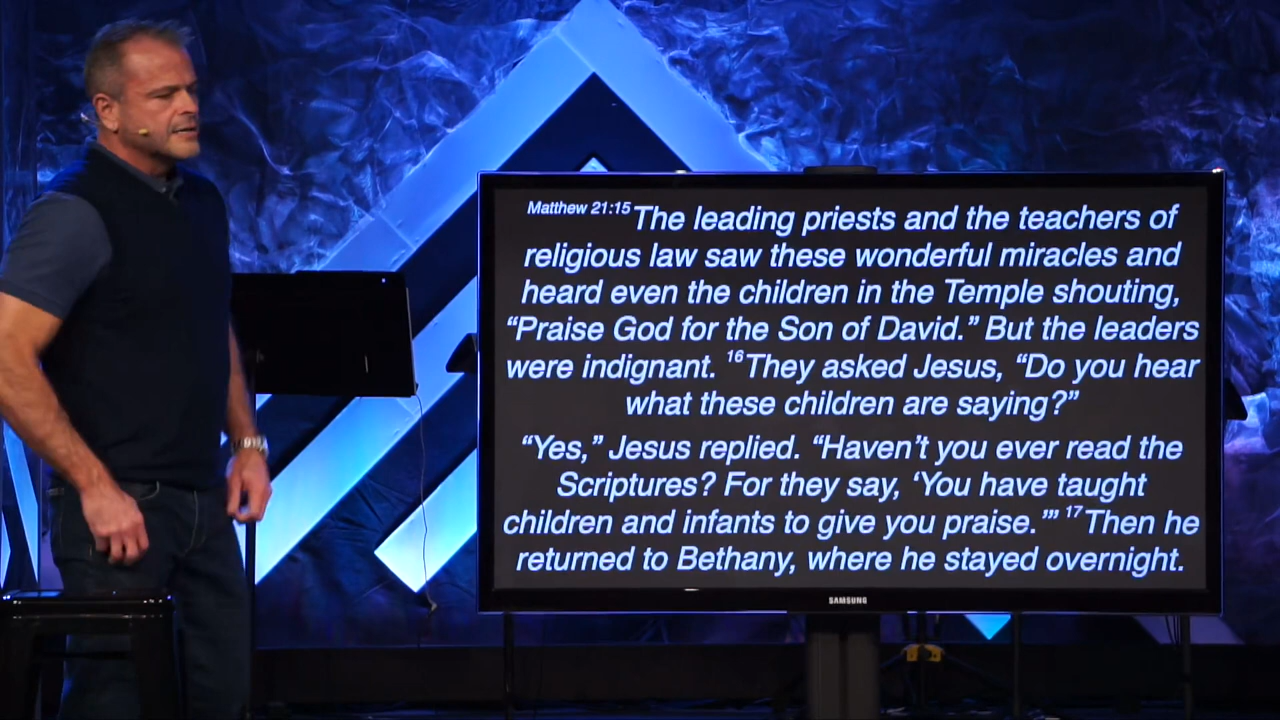 Matthew 21:15 The leading priests and the teachers of
religious law saw these wonderful miracles and
heard even the children in the Temple shouting,
“Praise God for the Son of David.” But the leaders
were indignant. 16 They asked Jesus, “Do you hear
what these children are saying?”
“Yes,” Jesus replied. “Haven’t you ever read the
Scriptures? For they say, ‘You have taught
children and infants to give you praise.’” 17 Then he
returned to Bethany, where he stayed overnight.
SAMSUNG